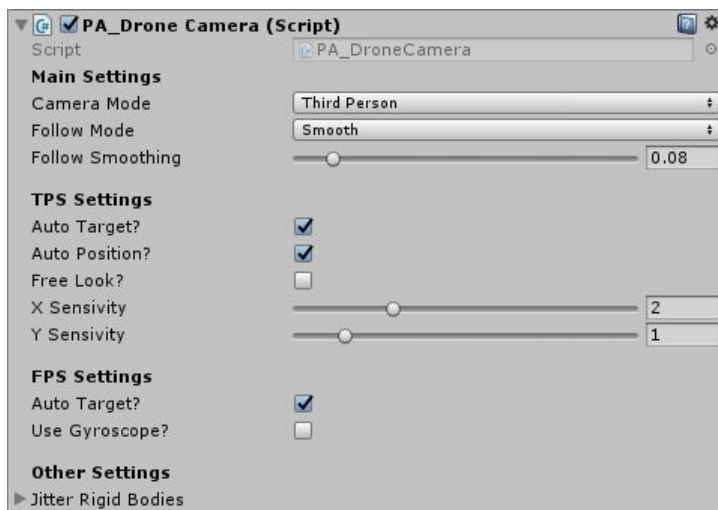 PA_Drone Camera (Script)
Script PA_DroneCamera
Main Settings
Camera Mode Third Person
Follow Mode Smooth
Follow Smoothing 0.08
TPS Settings
Auto Target?
Auto Position?
Free Look?
X Sensivity 2
Y Sensivity 1
FPS Settings
Auto Target?
Use Gyroscope?
Other Settings
Jitter Rigid Bodies